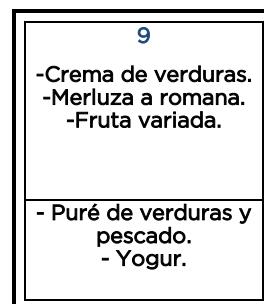 9
-Crema de verduras.
-Merluza a romana.
-Fruta variada.
- Puré de verduras y
pescado.
- Yogur.